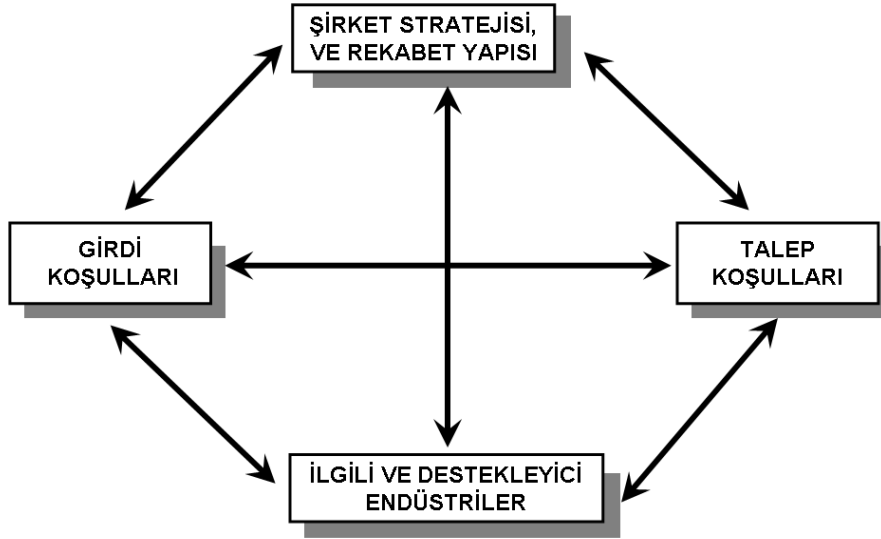 ŞİRKET STRATEJİSİ,
VE REKABET YAPISI
GİRDİ
KOŞULLARI
TALEP
KOŞULLARI
İLGİLİ VE DESTEKLEYİCİ
ENDÜSTRİLER